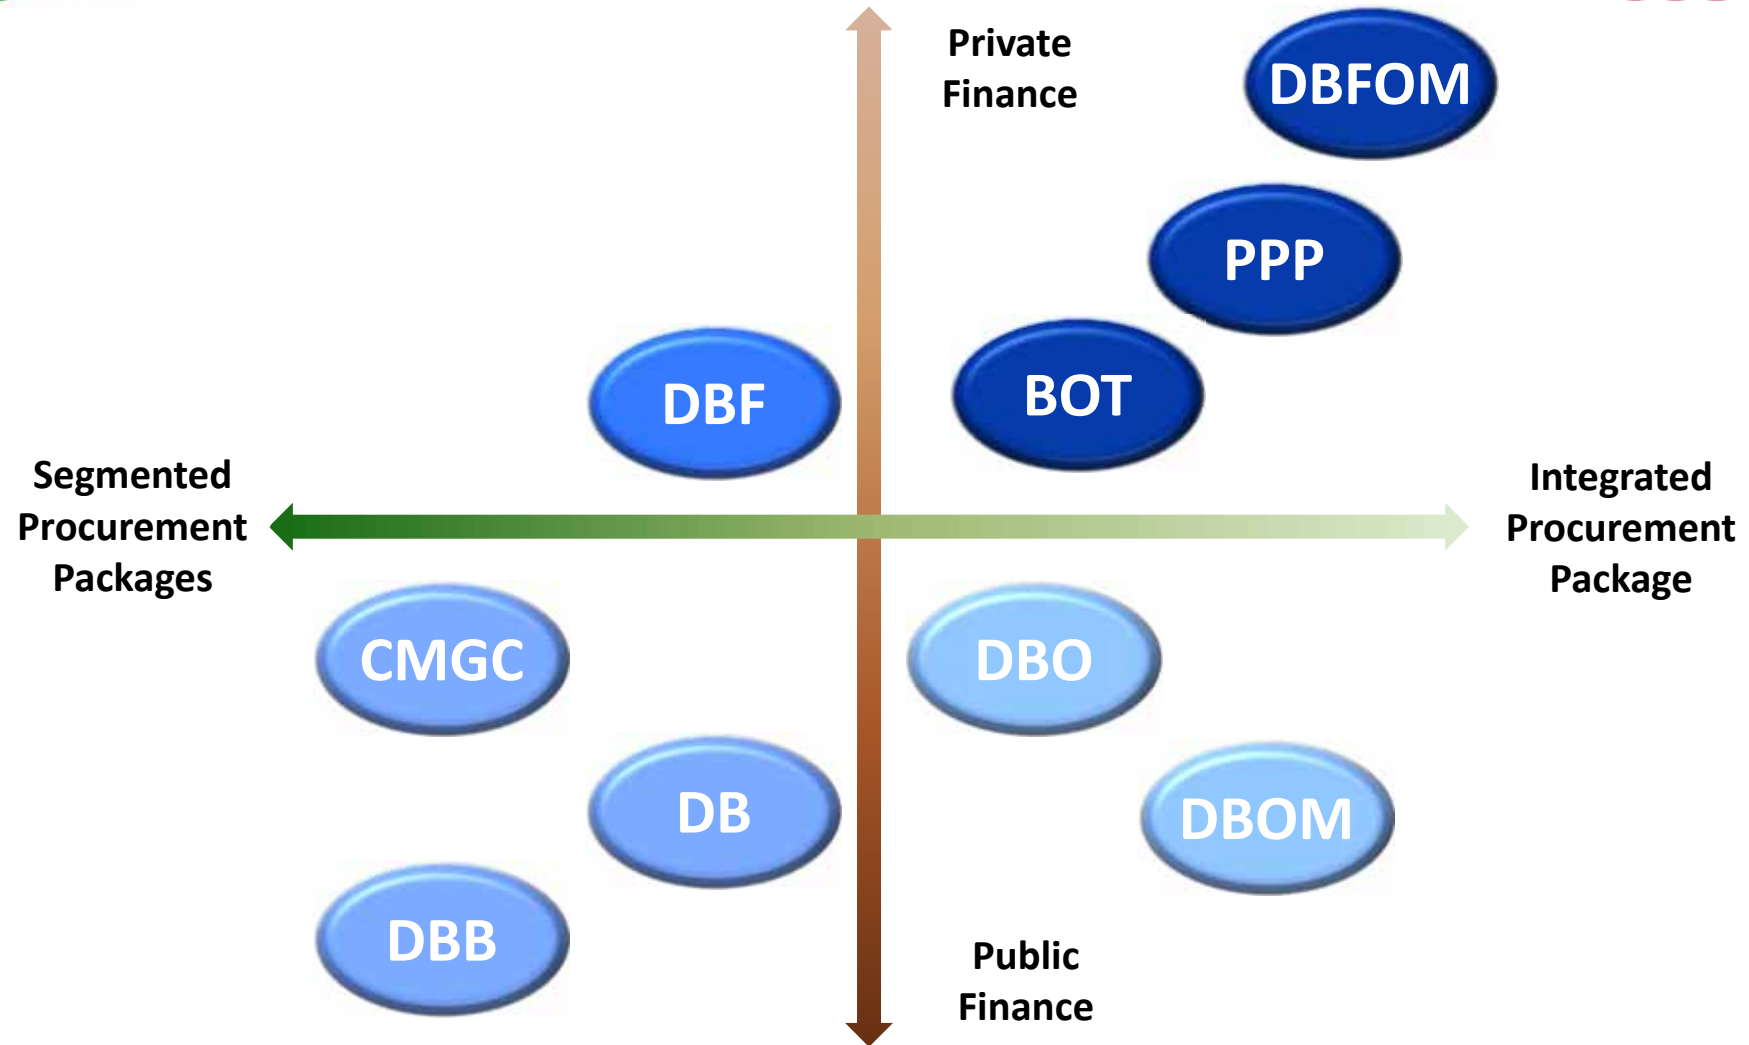 Private
Finance
DBFOM
PPP
DBF
BOT
Segmented
Procurement
Packages
Integrated
Procurement
Package
CMGC
DBO
DB
DBOM
DBB
Public
Finance